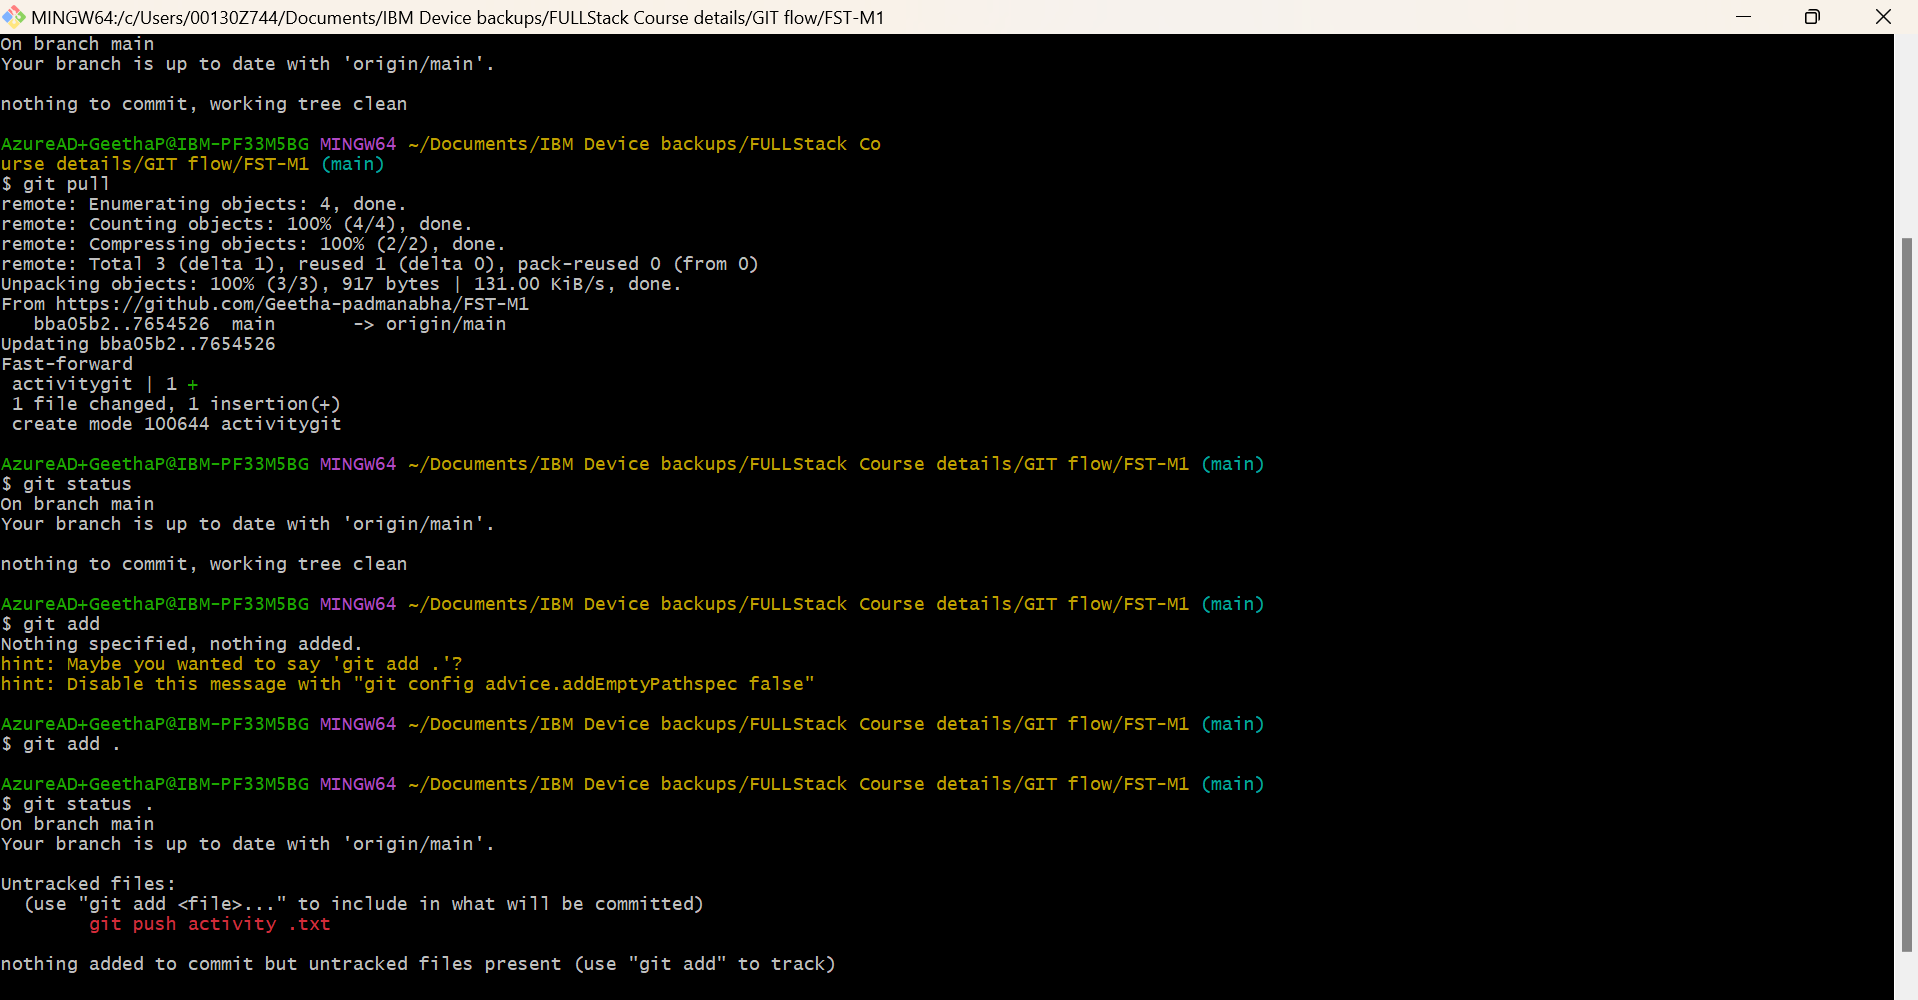 MINGW64:/c/Users/00130Z744/Documents/IBM Device backups/FULLStack Course details/GIT flow/FST-M1
On branch main
Your branch is up to date with 'origin/main'.
nothing to commit, working tree clean
AzureAD+GeethaP@IBM-PF33M5BG MINGW64 ~/Documents/IBM Device backups/FULLStack Co
urse details/GIT flow/FST-M1 (main)
$ git pull
remote: Enumerating objects: 4, done.
remote: Counting objects: 100% (4/4), done.
remote: Compressing objects: 100% (2/2), done.
remote: Total 3 (delta 1), reused 1 (delta 0), pack-reused 0 (from 0)
Unpacking objects: 100% (3/3), 917 bytes | 131.00 KiB/s, done.
From https://github.com/Geetha-padmanabha/FST-M1
   bba05b2..7654526  main       -> origin/main
Updating bba05b2..7654526
Fast-forward
 activitygit | 1 +
 1 file changed, 1 insertion(+)
 create mode 100644 activitygit
AzureAD+GeethaP@IBM-PF33M5BG MINGW64 ~/Documents/IBM Device backups/FULLStack Course details/GIT flow/FST-M1 (main)
$ git status
On branch main
Your branch is up to date with 'origin/main'.
nothing to commit, working tree clean
AzureAD+GeethaP@IBM-PF33M5BG MINGW64 ~/Documents/IBM Device backups/FULLStack Course details/GIT flow/FST-M1 (main)
$ git add
Nothing specified, nothing added.
hint: Maybe you wanted to say 'git add .'?
hint: Disable this message with "git config advice.addEmptyPathspec false"
AzureAD+GeethaP@IBM-PF33M5BG MINGW64 ~/Documents/IBM Device backups/FULLStack Course details/GIT flow/FST-M1 (main)
$ git add .
AzureAD+GeethaP@IBM-PF33M5BG MINGW64 ~/Documents/IBM Device backups/FULLStack Course details/GIT flow/FST-M1 (main)
$ git status .
On branch main
Your branch is up to date with 'origin/main'.
Untracked files:
  (use "git add <file>..." to include in what will be committed)
        git push activity .txt
nothing added to commit but untracked files present (use "git add" to track)